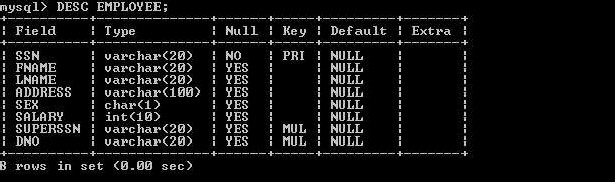 mysql> DESC EMPLOYEE;
+----------+--------------+------+-----+---------+-------+
| Field | Type | Null | Key | Default | Extra |
+----------+--------------+------+-----+---------+-------+
| SSN | varchar(20) | NO | PRI | NULL | |
| FNAME | varchar(20) | YES | | NULL | |
| LNAME | varchar(20) | YES | | NULL | |
| ADDRESS | varchar(100) | YES | | NULL | |
| SEX | char(1) | YES | | NULL | |
| SALARY | int(10) | YES | | NULL | |
| SUPERSSN | varchar(20) | YES | MUL | NULL | |
| DNO | varchar(20) | YES | MUL | NULL | |
+----------+--------------+------+-----+---------+-------+
8 rows in set (0.00 sec)